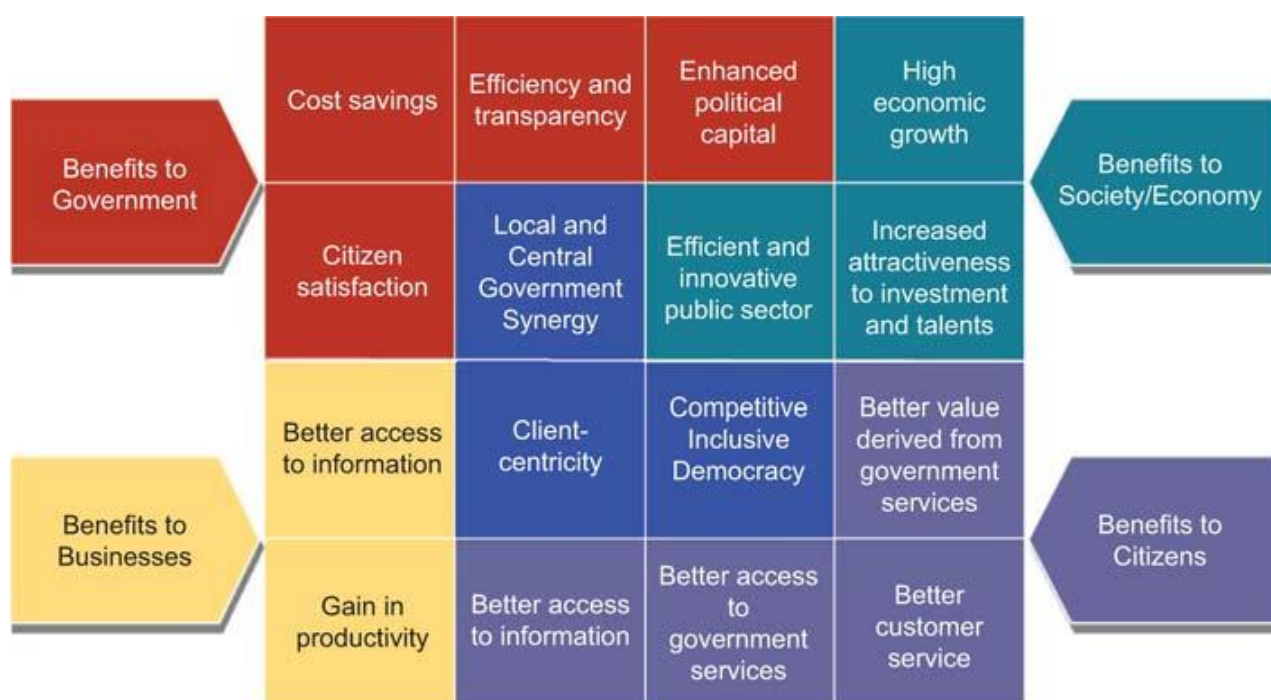 Benefits to
Government
Cost savings
Efficiency and
transparency
Enhanced
political
capital
High
economic
growth
Benefits to
Society/Economy
Citizen
satisfaction
Local and
Central
Government
Synergy
Efficient and
innovative
public sector
Increased
attractiveness
to investment
and talents
Benefits to
Businesses
Better access
to information
Client-
centricity
Competitive
Inclusive
Democracy
Better value
derived from
government
services
Benefits to
Citizens
Gain in
productivity
Better access
to information
Better access
to
government
services
Better
customer
service